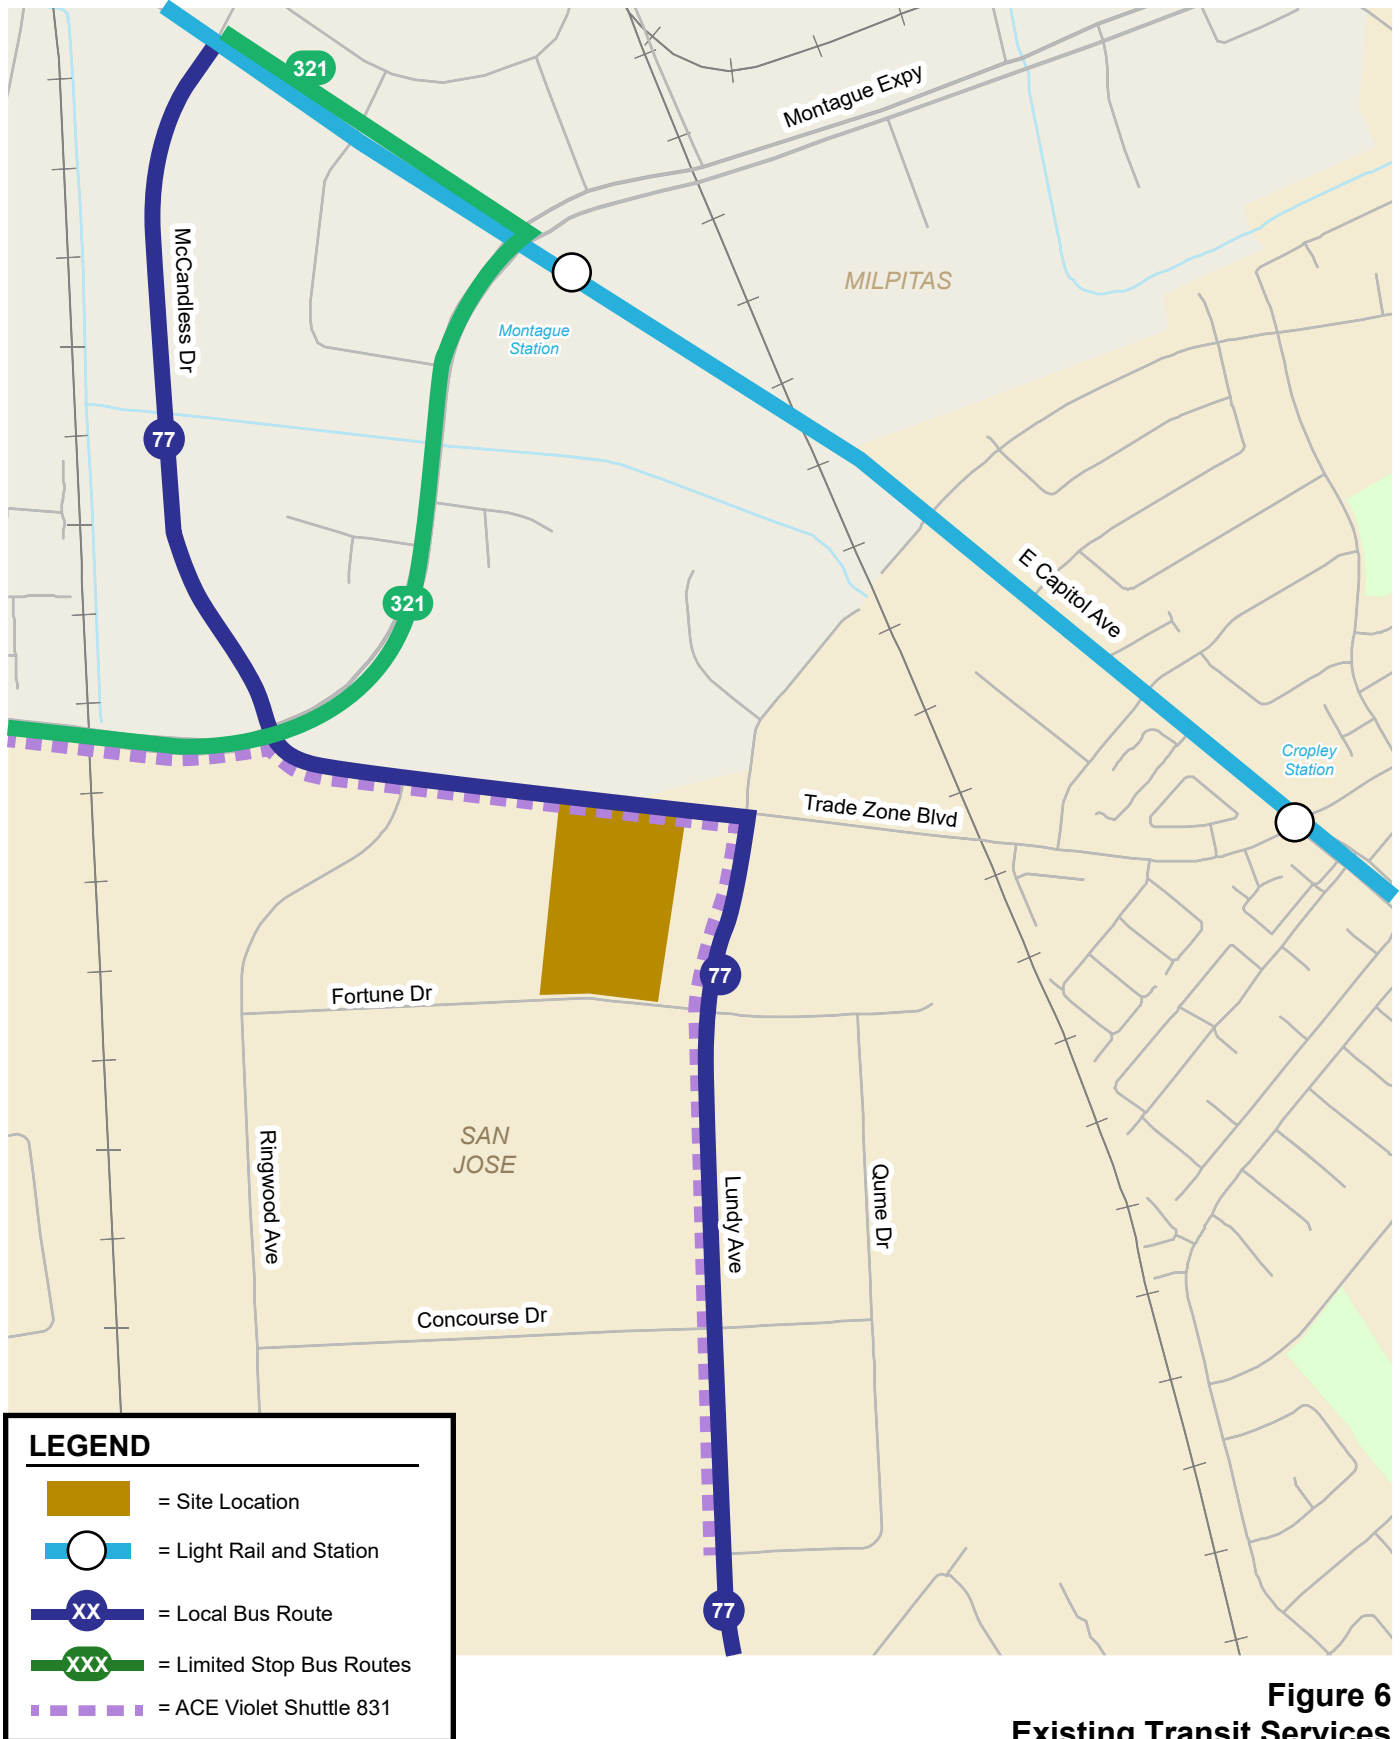 321
Montague Expy
McCandless Dr
MILPITAS
Montague
Station
77
E Capitol Ave
321
Cropley
Station
Trade Zone Blvd
77
Fortune Dr
SAN
JOSE
Ringwood Ave
Lundy Ave
Qume Dr
Concourse Dr
77
LEGEND
= Site Location
= Light Rail and Station
XX = Local Bus Route
XXX = Limited Stop Bus Routes
= ACE Violet Shuttle 831
Figure 6
Existing Transit Services